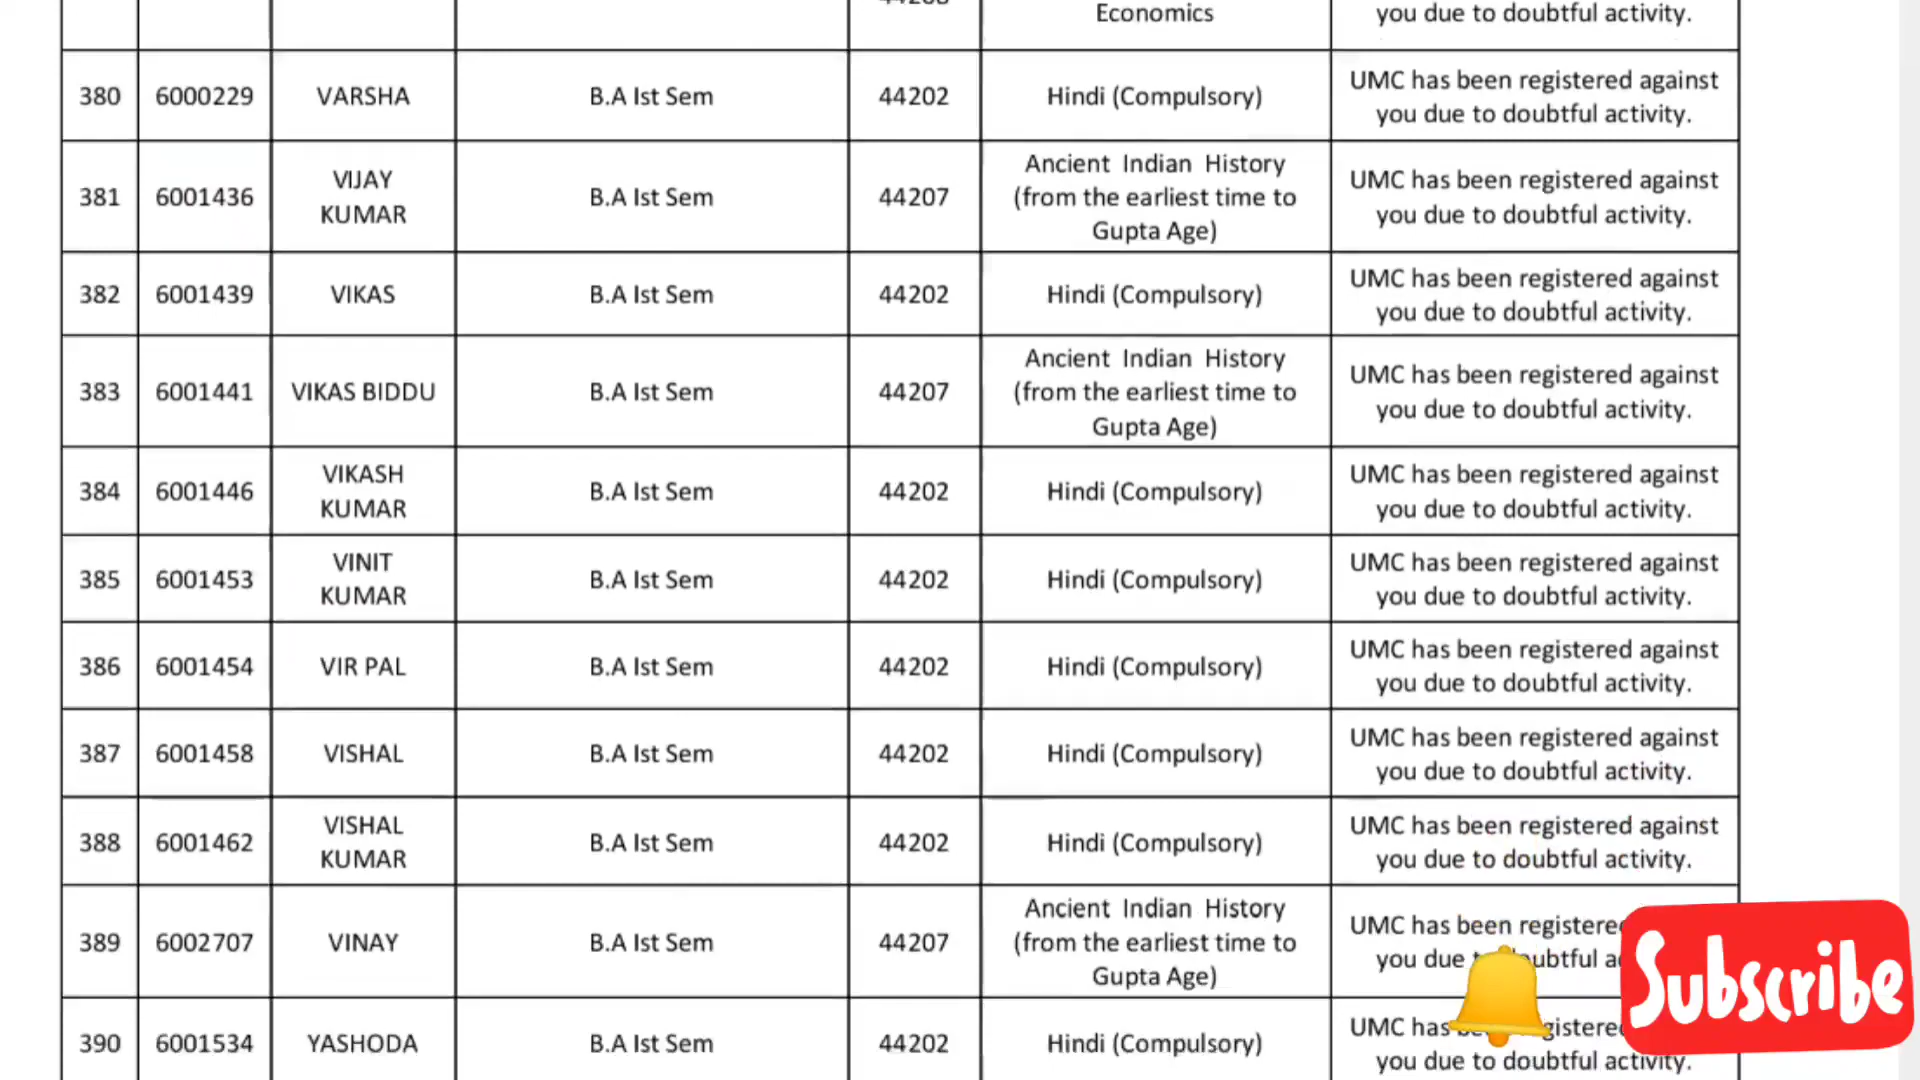 Economics
you due to doubtful activity.
380 6000229 VARSHA B.A Ist Sem 44202 Hindi (Compulsory) UMC has been registered against
you due to doubtful activity.
381 6001436 VIJAY
KUMAR B.A Ist Sem 44207 Ancient Indian History
(from the earliest time to
Gupta Age) UMC has been registered against
you due to doubtful activity.
382 6001439 VIKAS B.A Ist Sem 44202 Hindi (Compulsory) UMC has been registered against
you due to doubtful activity.
383 6001441 VIKAS BIDDU B.A Ist Sem 44207 Ancient Indian History
(from the earliest time to
Gupta Age) UMC has been registered against
you due to doubtful activity.
384 6001446 VIKASH
KUMAR B.A Ist Sem 44202 Hindi (Compulsory) UMC has been registered against
you due to doubtful activity.
385 6001453 VINIT
KUMAR B.A Ist Sem 44202 Hindi (Compulsory) UMC has been registered against
you due to doubtful activity.
386 6001454 VIR PAL B.A Ist Sem 44202 Hindi (Compulsory) UMC has been registered against
you due to doubtful activity.
387 6001458 VISHAL B.A Ist Sem 44202 Hindi (Compulsory) UMC has been registered against
you due to doubtful activity.
388 6001462 VISHAL
KUMAR B.A Ist Sem 44202 Hindi (Compulsory) UMC has been registered against
you due to doubtful activity.
389 6002707 VINAY B.A Ist Sem 44207 Ancient Indian History
(from the earliest time to
Gupta Age) UMC has been
you due
390 6001534 YASHODA B.A Ist Sem 44202 Hindi (Compulsory) UMC has
you due to doubtful activity.
Subscribe